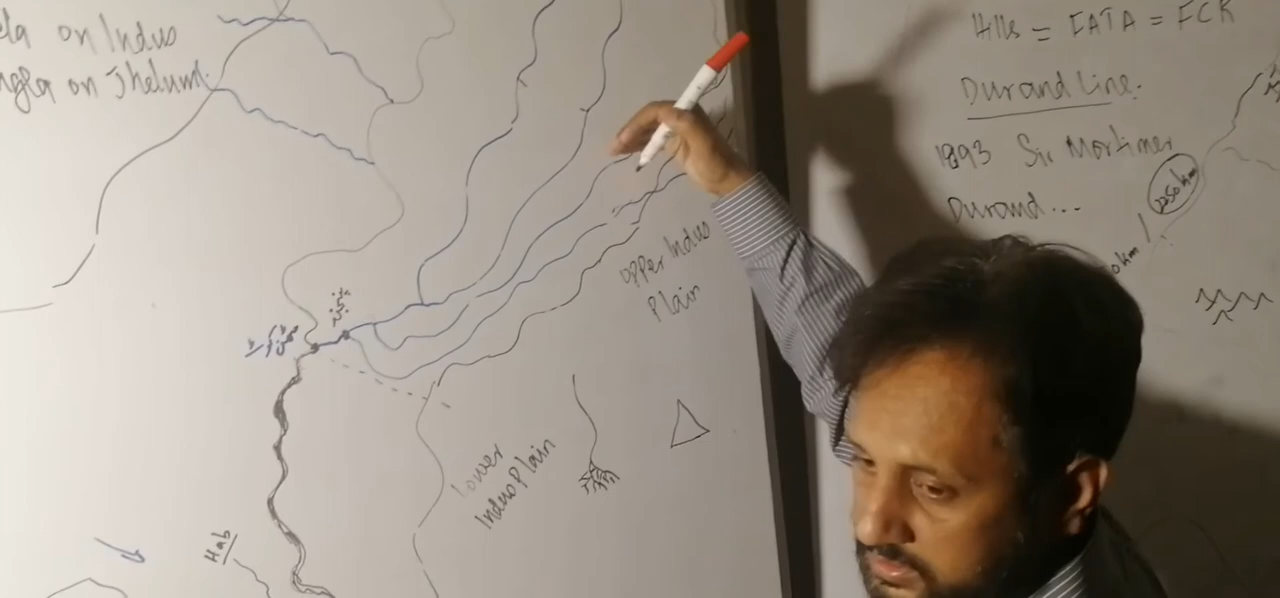 ela on Indus
ngla on Jhelum.
upper Indus
Plain
Lower
Indus Plain
Hab
Hills = FATA = FCR
Durand Line:
1893 Sir Mortimer
Durand...
0km /